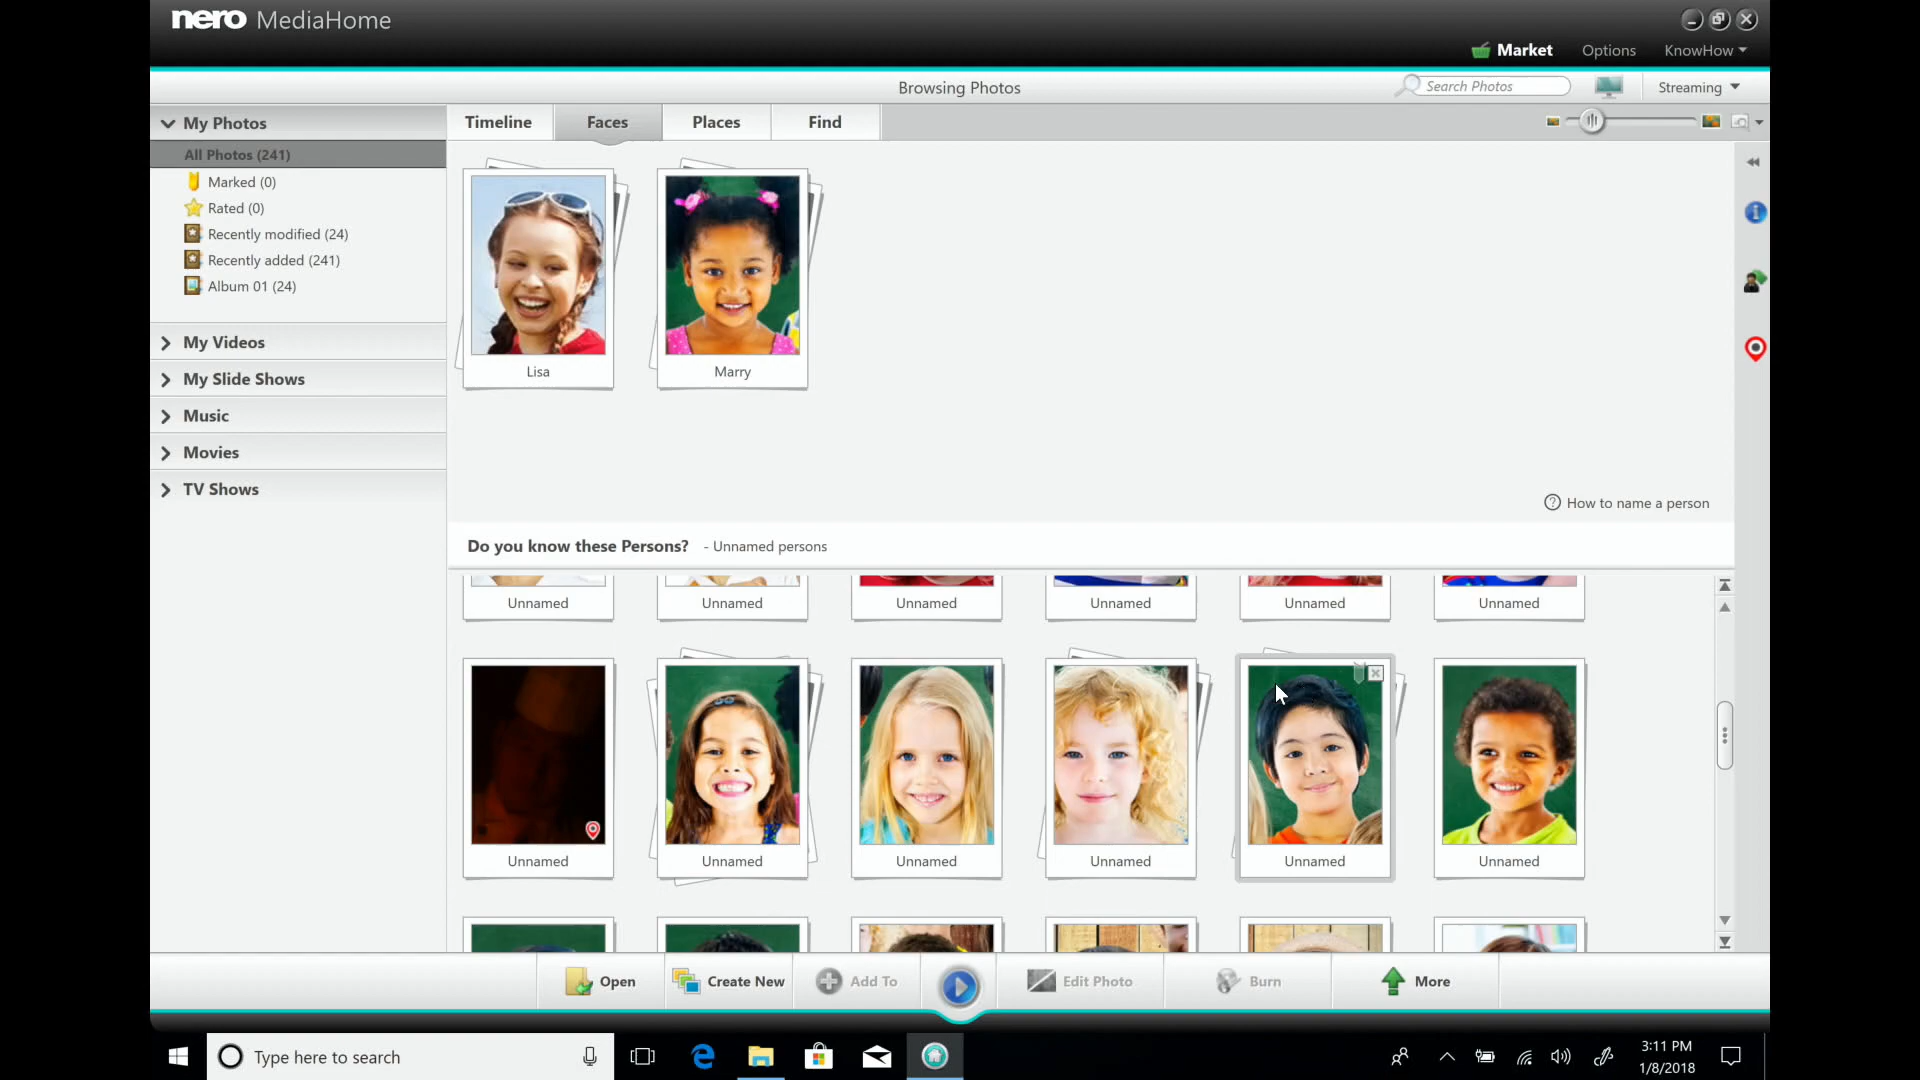 nero MediaHome
Market Options KnowHow
Browsing Photos
Search Photos
Streaming
My Photos
Timeline Faces Places Find
All Photos (241)
Marked (0)
Rated (0)
Recently modified (24)
Recently added (241)
Album 01 (24)
My Videos
My Slide Shows
Music
Movies
TV Shows
Lisa Marry
How to name a person
Do you know these Persons? - Unnamed persons
Unnamed Unnamed Unnamed Unnamed Unnamed Unnamed
Unnamed Unnamed Unnamed Unnamed Unnamed Unnamed
Open Create New Add To Edit Photo Burn More
Type here to search
3:11 PM
1/8/2018